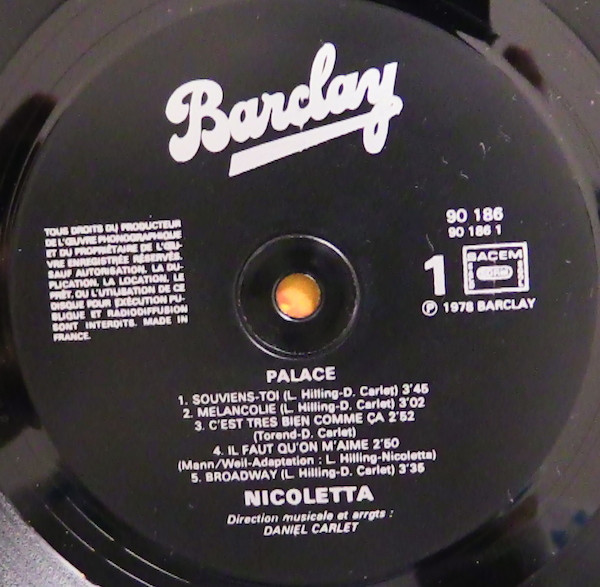 Barclay
TOUS DROITS DU PRODUCTEUR
DE L'ŒUVRE PHONOGRAPHIQUE
ET DU PROPRIÉTAIRE DE L'ŒU-
VRE ENREGISTRÉE RÉSERVÉS.
SAUF AUTORISATION, LA DU-
PLICATION, LA LOCATION, LE
PRÊT, OU L'UTILISATION DE CE
DISQUE POUR EXÉCUTION PU-
BLIQUE ET RADIODIFFUSION
SONT INTERDITS. MADE IN
FRANCE.
90 186
90 186 1
1
SACEM
SDRM
℗ 1978 BARCLAY
PALACE
1. SOUVIENS-TOI (L. Hilling-D. Carlet) 3'45
2. MELANCOLIE (L. Hilling-D. Carlet) 3'02
3. C'EST TRES BIEN COMME ÇA 2'52
(Torend-D. Carlet)
4. IL FAUT QU'ON M'AIME 2'50
(Mann/Weil-Adaptation : L. Hilling-Nicoletta)
5. BROADWAY (L. Hilling-D. Carlet) 3'35
NICOLETTA
Direction musicale et arrgts :
DANIEL CARLET